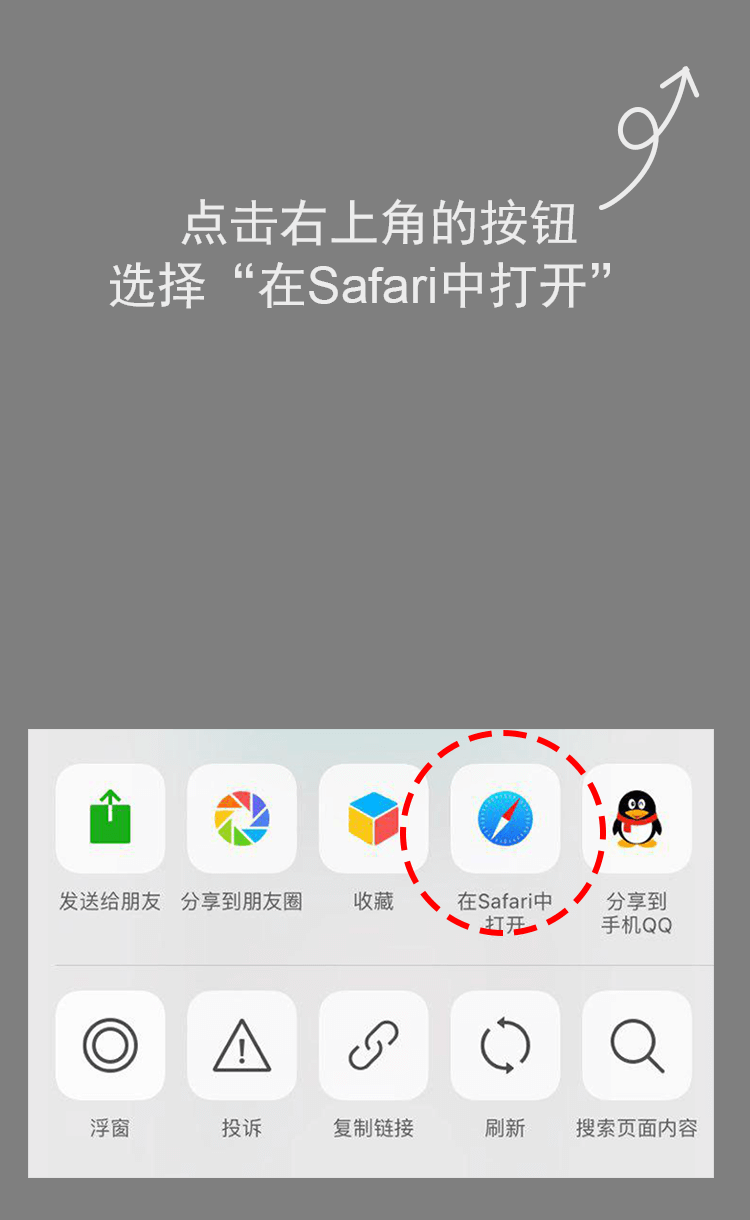 点击右上角的按钮
选择“在Safari中打开”
发送给朋友
分享到朋友圈
收藏
在Safari中
打开
分享到
手机QQ
浮窗
投诉
复制链接
刷新
搜索页面内容